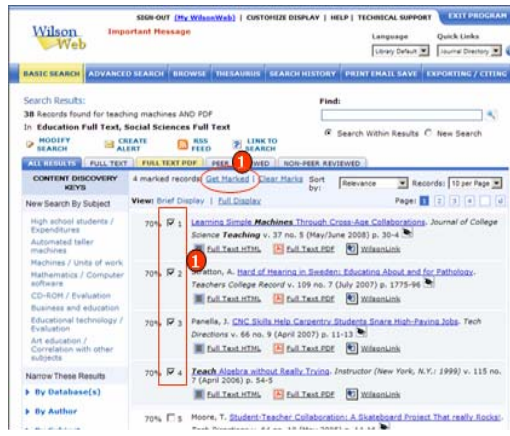 SIGN-OUT [My WilsonWeb] | CUSTOMIZE DISPLAY | HELP | TECHNICAL SUPPORT EXIT PROGRAM
Wilson Web
Important Message
Language Quick Links
Library Default Journal Directory
BASIC SEARCH ADVANCED SEARCH BROWSE THESAURUS SEARCH HISTORY PRINT EMAIL SAVE EXPORTING / CITING
Search Results:
38 Records found for teaching machines AND PDF
In Education Full Text, Social Sciences Full Text
Find:
Search Within Results New Search
MODIFY SEARCH CREATE ALERT RSS FEED LINK TO SEARCH
ALL RESULTS FULL TEXT FULL TEXT PDF PEER NON-PEER REVIEWED
1
CONTENT DISCOVERY KEYS
4 marked records: Get Marked | Clear Marks Sort by: Relevance Records: 10 per Page
New Search By Subject
View: Brief Display | Full Display Page: 1 2 3 4
High school students / Expenditures
Automated teller machines
Machines / Units of work
Mathematics / Computer software
CD-ROM / Evaluation
Business and education
Educational technology / Evaluation
Art education / Correlation with other subjects
Narrow These Results
By Database(s)
By Author
70% 1 Learning Simple Machines Through Cross-Age Collaborations. Journal of College
Science Teaching v. 37 no. 5 (May/June 2008) p. 30-4
Full Text HTML Full Text PDF WilsonLink
1
70% 2 Stratton, A. Hard of Hearing in Sweden: Educating About and for Pathology.
Teachers College Record v. 109 no. 7 (July 2007) p. 1775-96
Full Text HTML Full Text PDF WilsonLink
70% 3 Panella, J. CNC Skills Help Carpentry Students Snare High-Paying Jobs. Tech
Directions v. 66 no. 9 (April 2007) p. 11-13
Full Text HTML Full Text PDF WilsonLink
70% 4 Teach Algebra without Really Trying. Instructor (New York, N.Y.: 1999) v. 115 no.
7 (April 2006) p. 54-5
Full Text HTML Full Text PDF WilsonLink
70% 5 Moore, T. Student-Teacher Collaboration: A Skateboard Project That really Rocks!.